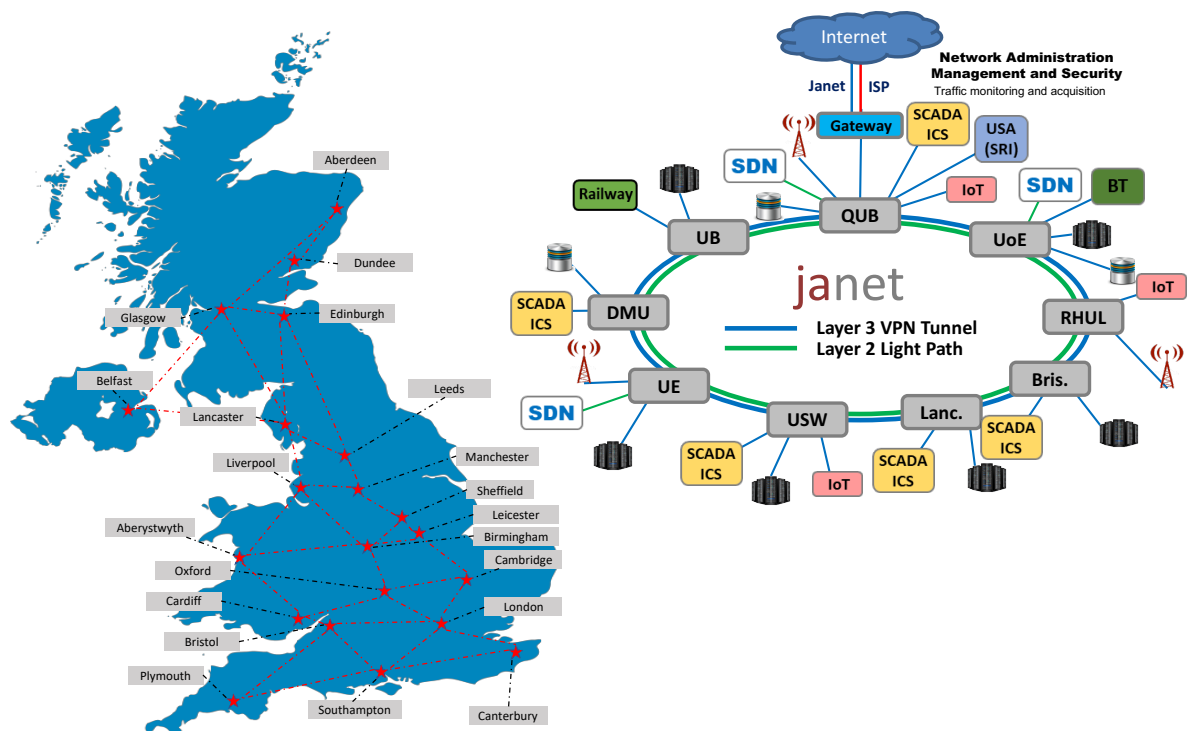 Aberdeen
Dundee
Glasgow
Edinburgh
Belfast
Leeds
Lancaster
Liverpool
Manchester
Sheffield
Aberystwyth
Leicester
Birmingham
Oxford
Cambridge
Cardiff
London
Bristol
Plymouth
Southampton
Canterbury
Internet
Network Administration
Management and Security
Traffic monitoring and acquisition
Janet
ISP
Gateway
SCADA
ICS
USA
(SRI)
SDN
IoT
SDN
BT
Railway
QUB
UB
UoE
janet
SCADA
ICS
DMU
Layer 3 VPN Tunnel
Layer 2 Light Path
IoT
RHUL
UE
Bris.
SDN
USW
Lanc.
SCADA
ICS
SCADA
ICS
IoT
SCADA
ICS